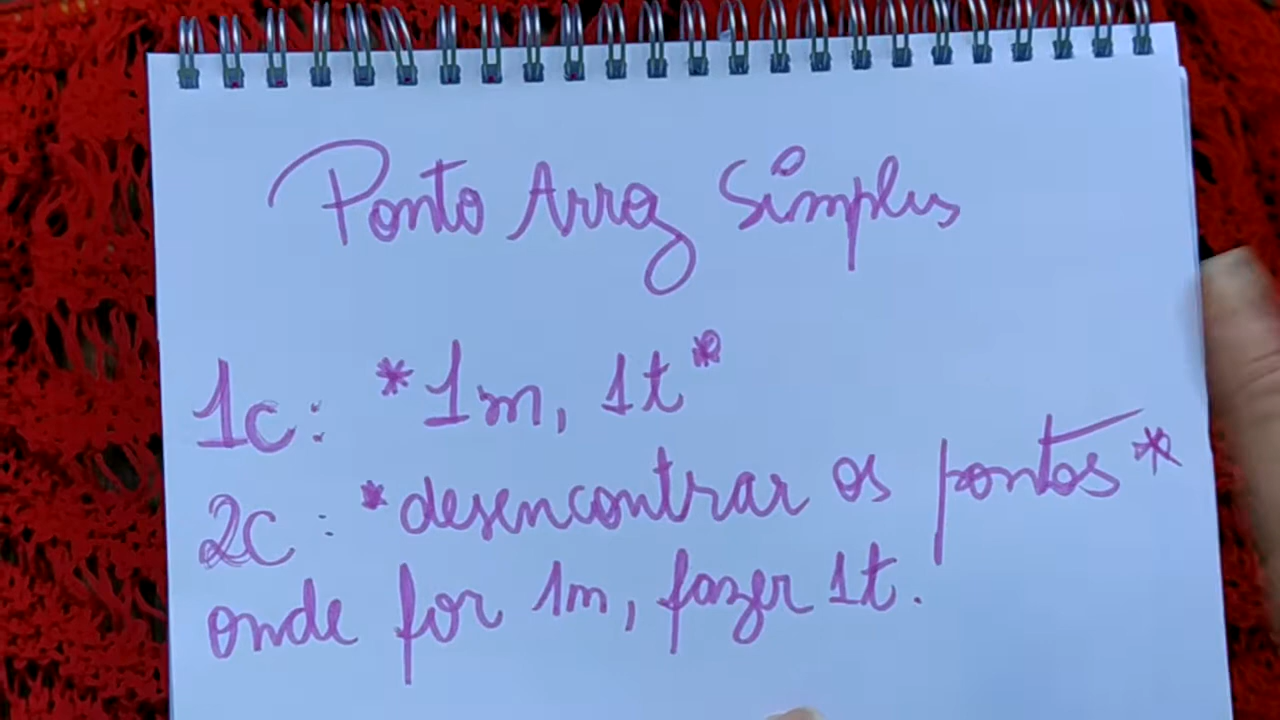 Ponto Arroz Simples
1c: *1m, 1t*
2c: *desencontrar os pontos*
onde for 1m, fazer 1t.